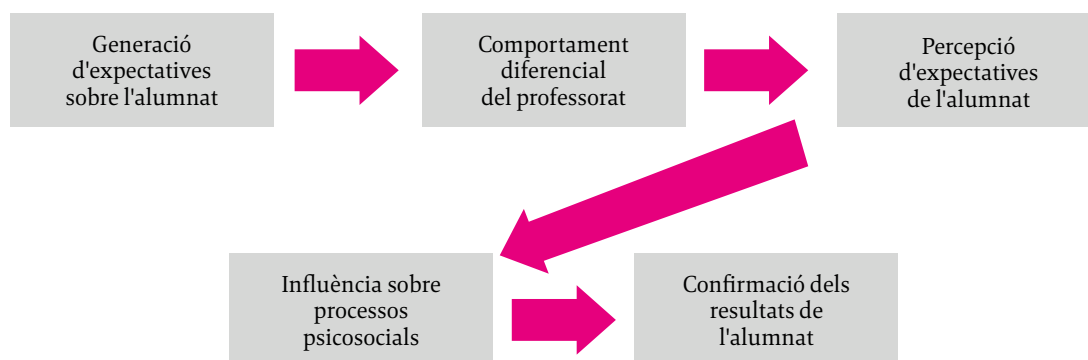 Generació
d'expectatives
sobre l'alumnat
Comportament
diferencial
del professorat
Percepció
d'expectatives
de l'alumnat
Influència sobre
processos
psicosocials
Confirmació dels
resultats de
l'alumnat